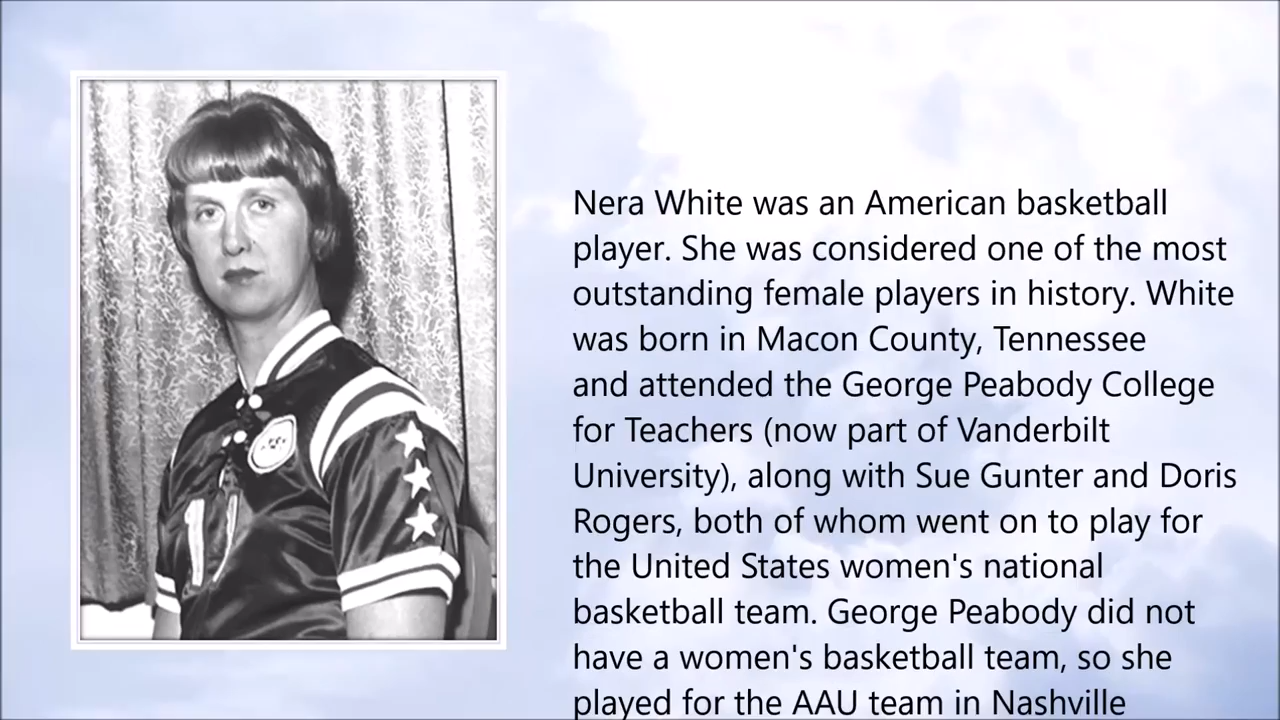 Nera White was an American basketball
player. She was considered one of the most
outstanding female players in history. White
was born in Macon County, Tennessee
and attended the George Peabody College
for Teachers (now part of Vanderbilt
University), along with Sue Gunter and Doris
Rogers, both of whom went on to play for
the United States women's national
basketball team. George Peabody did not
have a women's basketball team, so she
played for the AAU team in Nashville